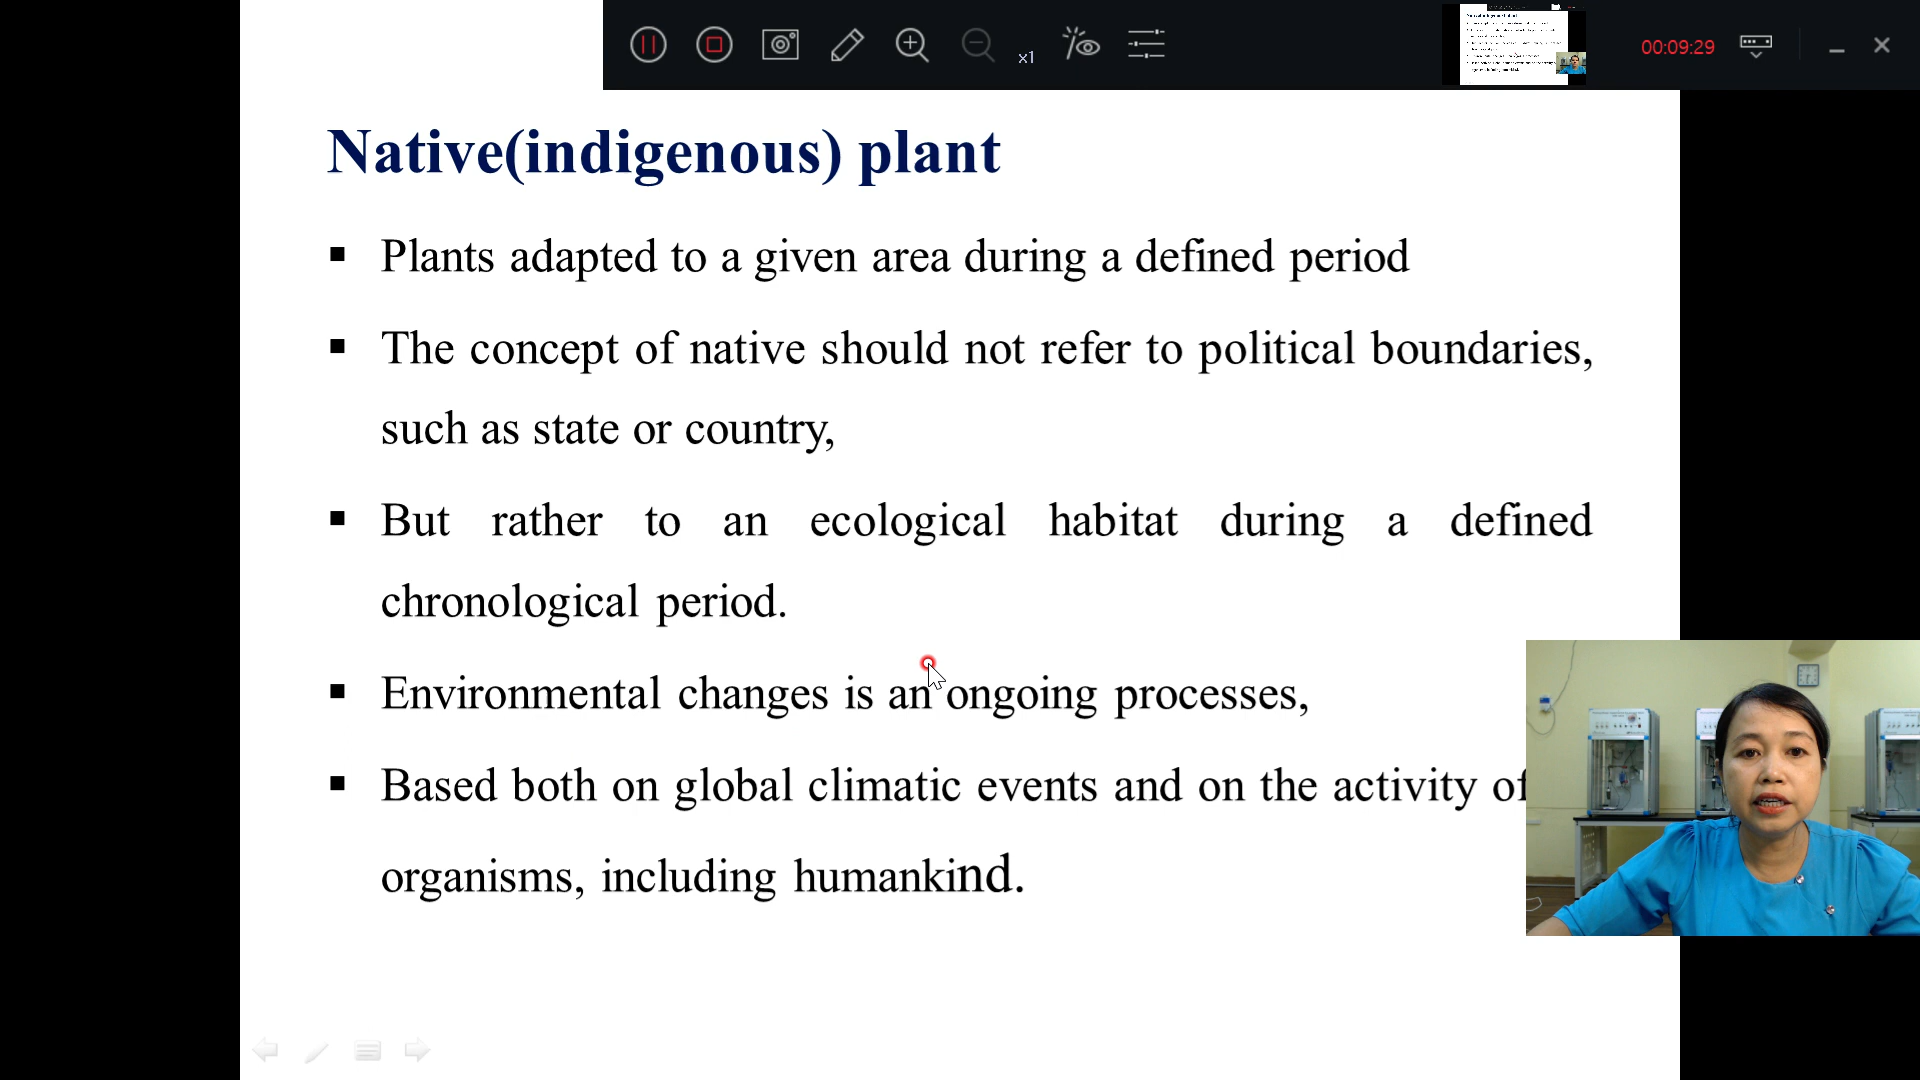 x1
00:09:29
Native(indigenous) plant
▪ Plants adapted to a given area during a defined period
▪ The concept of native should not refer to political boundaries,
such as state or country,
▪ But rather to an ecological habitat during a defined
chronological period.
▪ Environmental changes is an ongoing processes,
▪ Based both on global climatic events and on the activity of
organisms, including humankind.